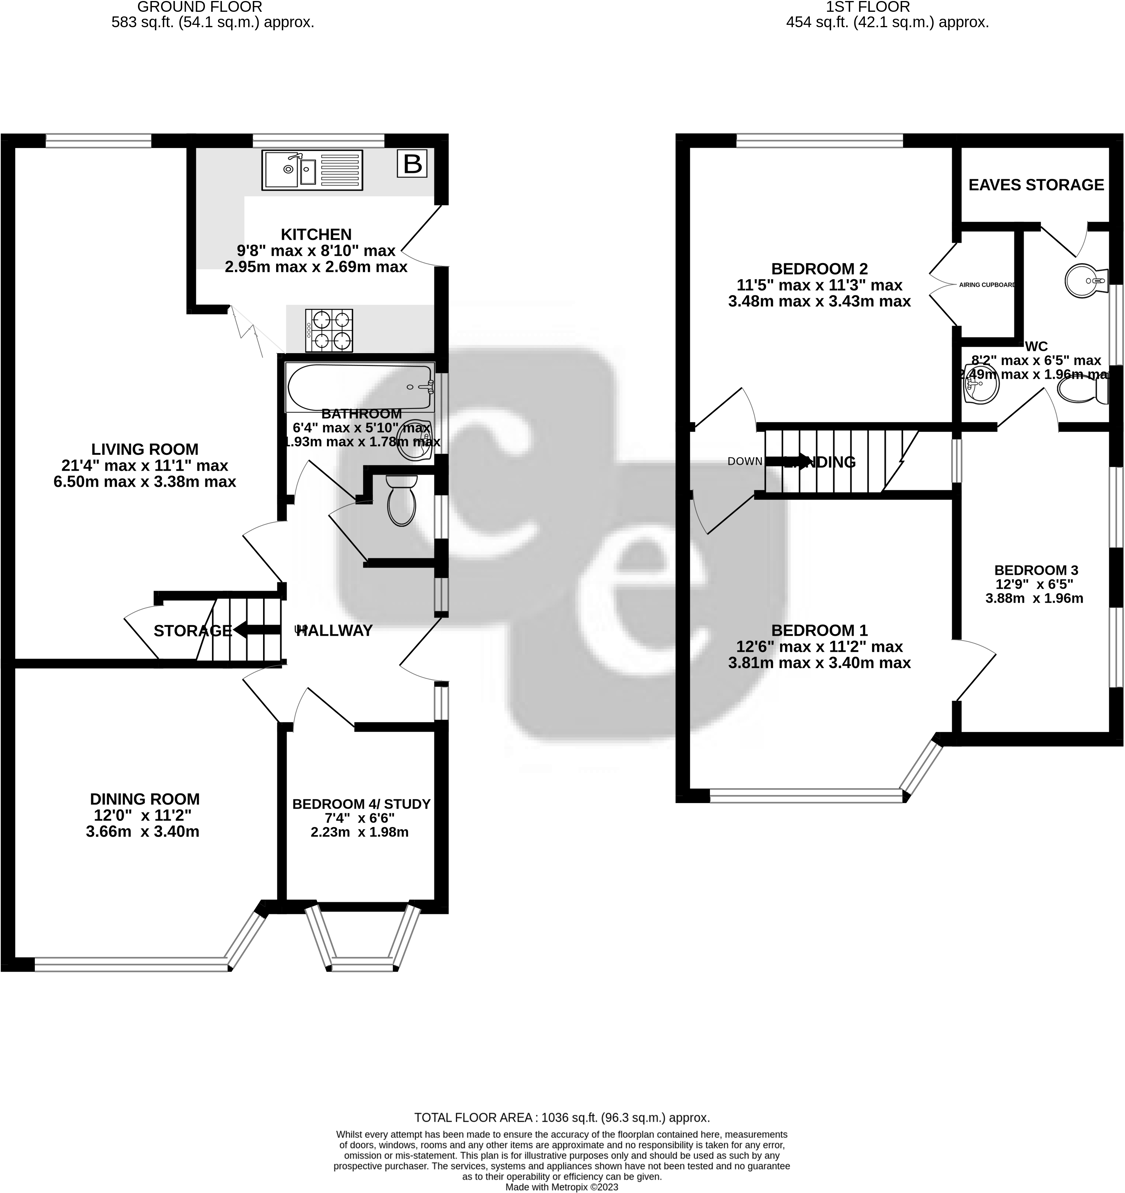 GROUND FLOOR
583 sq.ft. (54.1 sq.m.) approx.
1ST FLOOR
454 sq.ft. (42.1 sq.m.) approx.
B
KITCHEN
9'8" max x 8'10" max
2.95m max x 2.69m max
BATHROOM
6'4" max x 5'10" max
1.93m max x 1.78m max
LIVING ROOM
21'4" max x 11'1" max
6.50m max x 3.38m max
STORAGE
HALLWAY
DINING ROOM
12'0" x 11'2"
3.66m x 3.40m
BEDROOM 4/ STUDY
7'4" x 6'6"
2.23m x 1.98m
EAVES STORAGE
BEDROOM 2
11'5" max x 11'3" max
3.48m max x 3.43m max
AIRING CUPBOARD
WC
8'2" max x 6'5" max
2.49m max x 1.96m max
DOWN
LANDING
BEDROOM 3
12'9" x 6'5"
3.88m x 1.96m
BEDROOM 1
12'6" max x 11'2" max
3.81m max x 3.40m max
ce
TOTAL FLOOR AREA : 1036 sq.ft. (96.3 sq.m.) approx.
Whilst every attempt has been made to ensure the accuracy of the floorplan contained here, measurements
of doors, windows, rooms and any other items are approximate and no responsibility is taken for any error,
omission or mis-statement. This plan is for illustrative purposes only and should be used as such by any
prospective purchaser. The services, systems and appliances shown have not been tested and no guarantee
as to their operability or efficiency can be given.
Made with Metropix ©2023